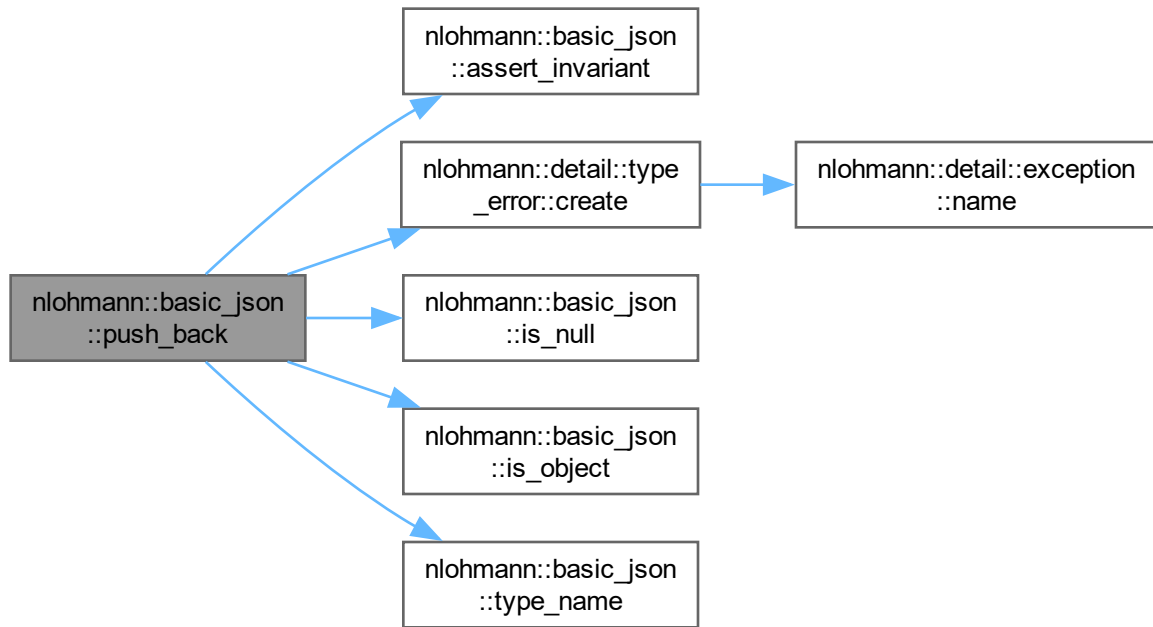 nlohmann::basic_json
::push_back
nlohmann::basic_json
::assert_invariant
nlohmann::detail::type
_error::create
nlohmann::detail::exception
::name
nlohmann::basic_json
::is_null
nlohmann::basic_json
::is_object
nlohmann::basic_json
::type_name